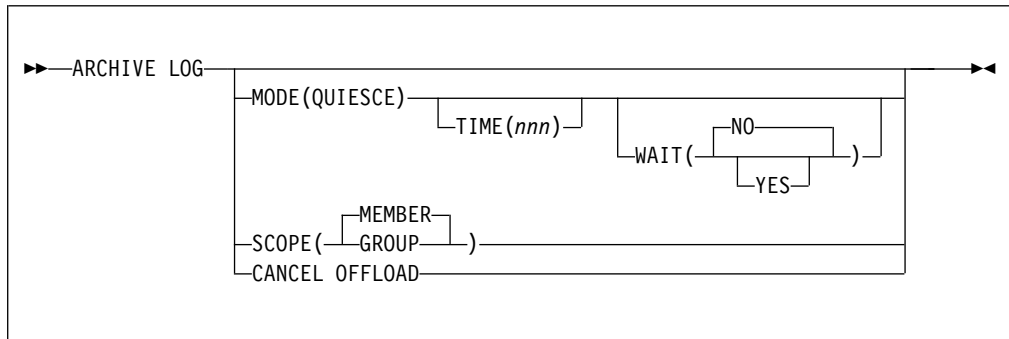 ARCHIVE LOG
MODE(QUIESCE)
TIME(nnn)
NO
WAIT( )
YES
MEMBER
SCOPE( GROUP )
CANCEL OFFLOAD